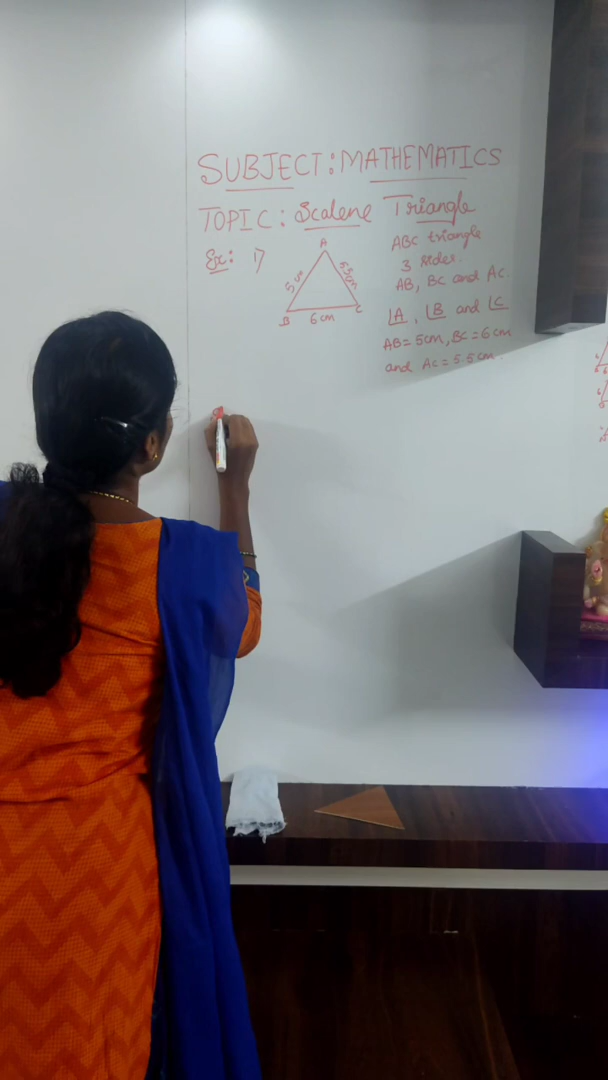 SUBJECT: MATHEMATICS
TOPIC: Scalene Triangle
Ex: 1)
A
5 cm
5.5cm
B
6 cm
C
ABC triangle
3 sides.
AB, BC and AC.
∠A, ∠B and ∠C
AB = 5cm, BC = 6cm
and AC = 5.5cm.